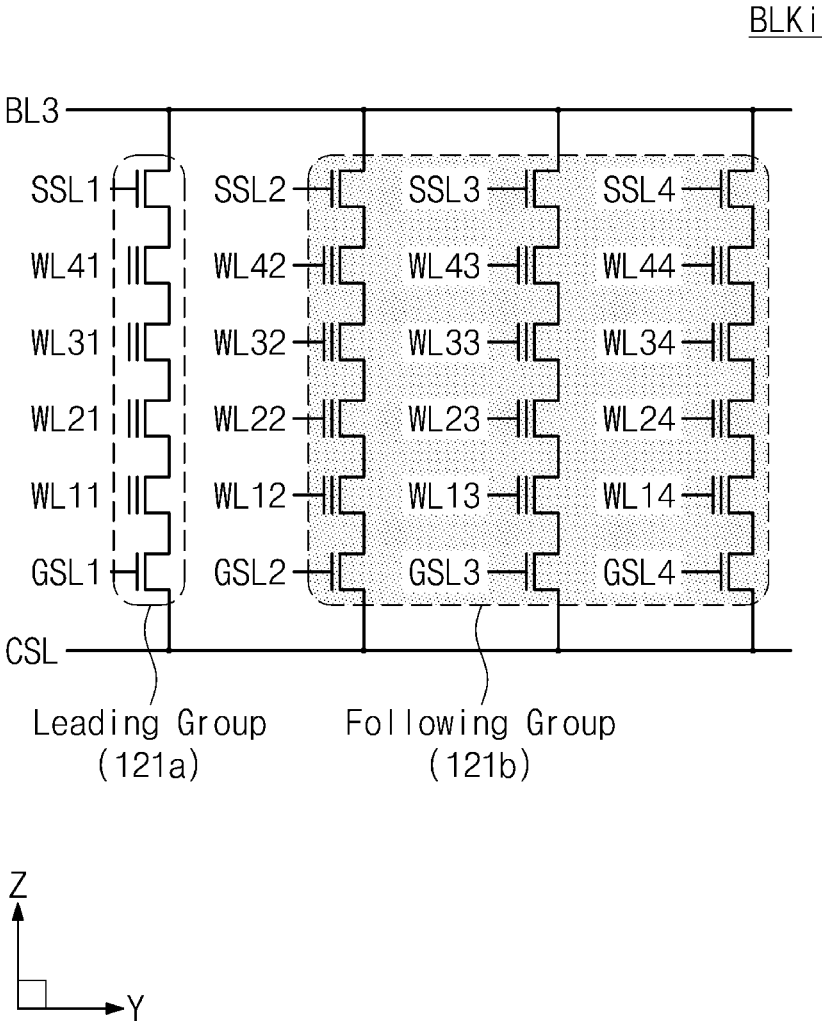 BLKi
BL3
SSL1 SSL2 SSL3 SSL4
WL41 WL42 WL43 WL44
WL31 WL32 WL33 WL34
WL21 WL22 WL23 WL24
WL11 WL12 WL13 WL14
GSL1 GSL2 GSL3 GSL4
CSL
Leading Group
(121a)
Following Group
(121b)
Z
Y